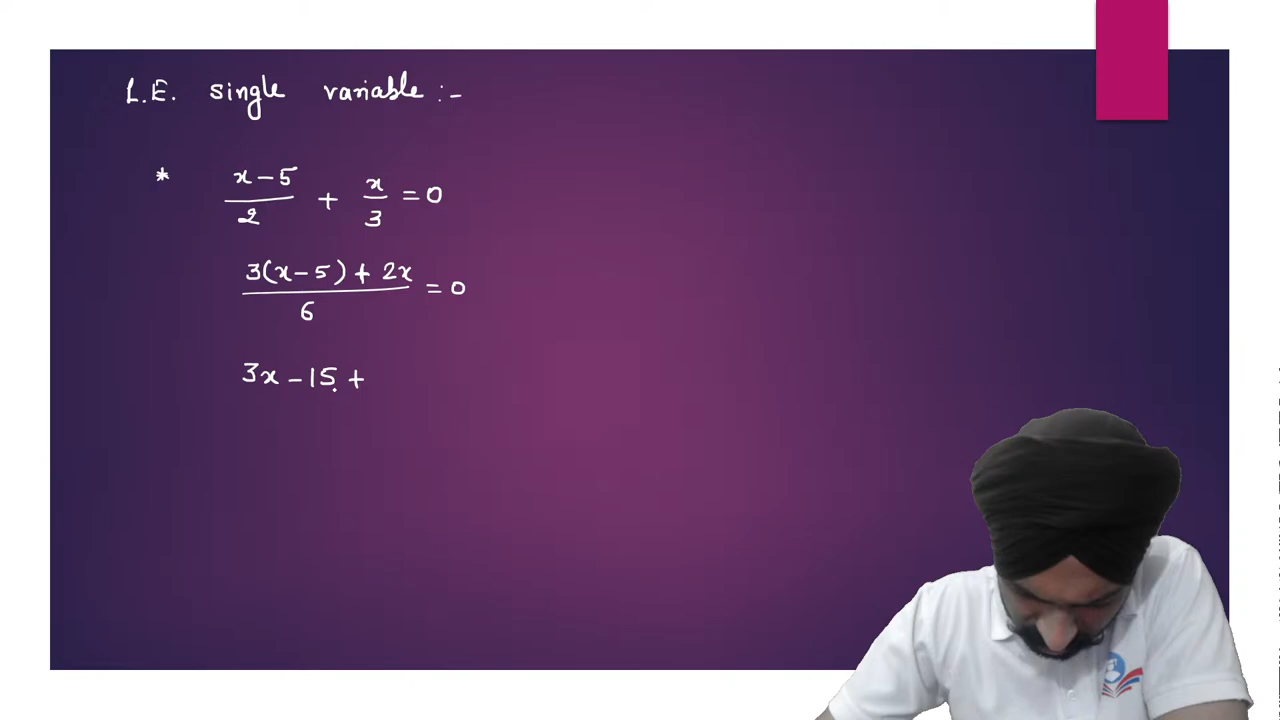 L.E. single variable :-
* x-5/2 + x/3 = 0
3(x-5) + 2x/6 = 0
3x - 15 +